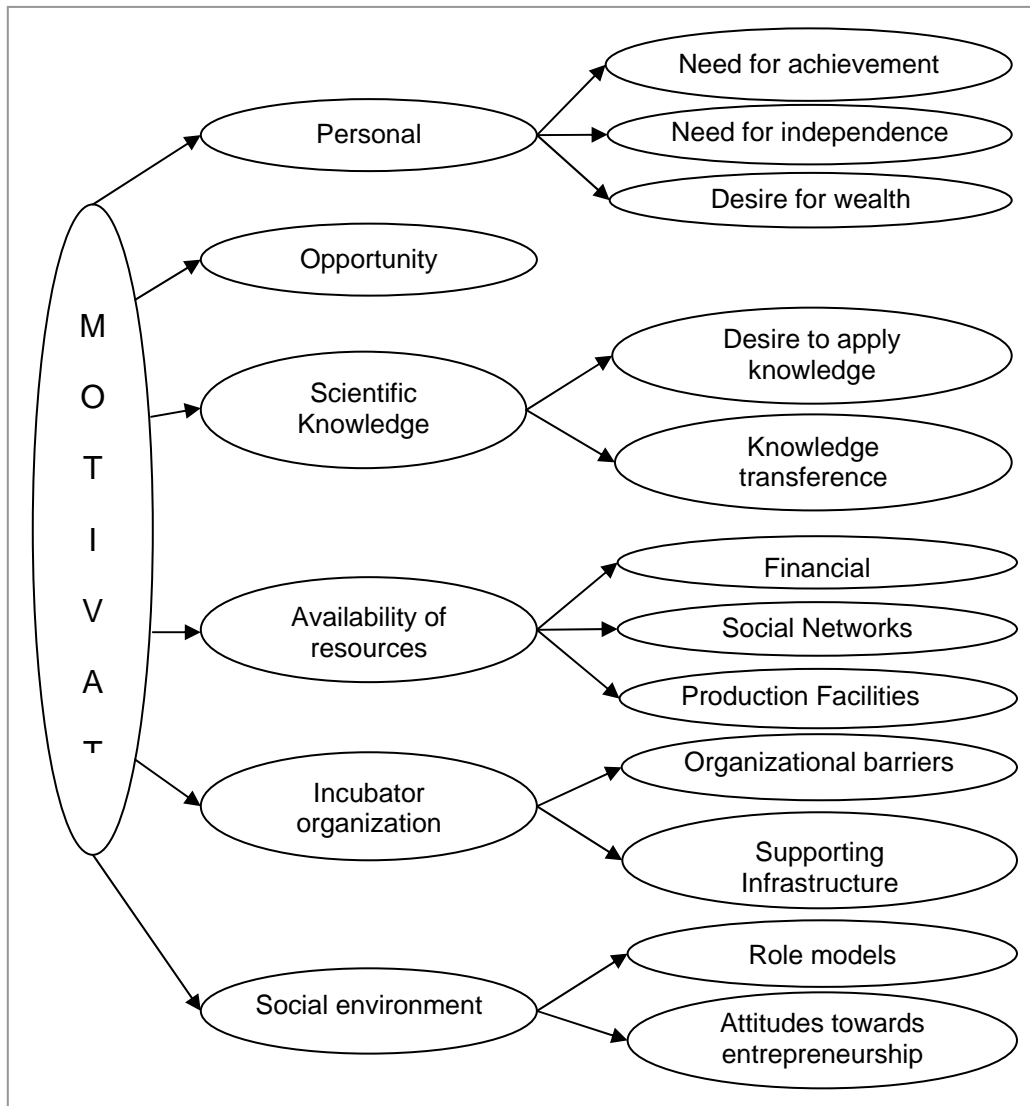 Need for achievement
Personal
Need for independence
Desire for wealth
Opportunity
M
O
T
I
V
A
T
Scientific
Knowledge
Desire to apply
knowledge
Knowledge
transference
Availability of
resources
Financial
Social Networks
Production Facilities
Incubator
organization
Organizational barriers
Supporting
Infrastructure
Social environment
Role models
Attitudes towards
entrepreneurship